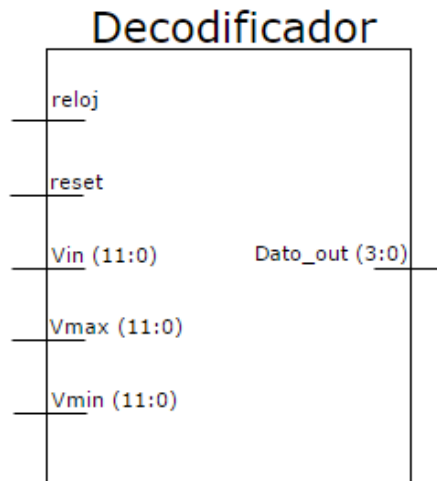 Decodificador
reloj
reset
Vin (11:0)
Dato_out (3:0)
Vmax (11:0)
Vmin (11:0)